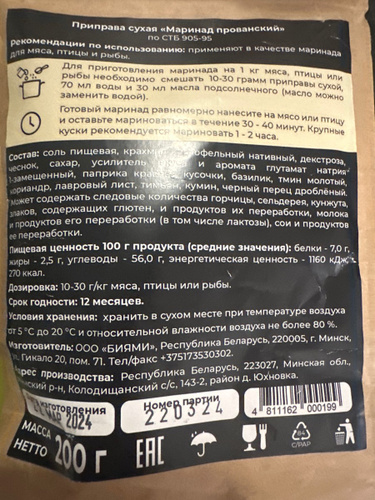 Приправа сухая «Маринад прованский»
по СТБ 905-95
Рекомендации по использованию: применяют в качестве маринада
для мяса, птицы и рыбы.
Для приготовления маринада на 1 кг мяса, птицы или
рыбы необходимо смешать 10-30 грамм приправы сухой,
70 мл воды и 30 мл масла подсолнечного (масло можно
заменить водой).
Готовый маринад равномерно нанести на мясо или птицу
и оставьте мариноваться в течение 30 - 40 минут. Крупные
куски рекомендуется мариновать 1 - 2 часа.
Состав: соль пищевая, крахмал картофельный нативный, декстроза,
чеснок, сахар, усилитель и аромата глутамат натрия
1-замещенный, паприка кусочки, базилик, тмин молотый,
кориандр, лавровый лист, тимьян, кумин, черный перец дроблёный.
Может содержать следовые количества горчицы, сельдерея, кунжута,
злаков, содержащих глютен, и продуктов их переработки, молока
и продуктов его переработки (в том числе лактозы), сои и продуктов
ее переработки.
Пищевая ценность 100 г продукта (средние значения): белки - 7,0 г,
жиры - 2,5 г, углеводы - 56,0 г, энергетическая ценность - 1160 кДж
270 ккал.
Дозировка: 10-30 г/кг мяса, птицы или рыбы.
Срок годности: 12 месяцев.
Условия хранения: хранить в сухом месте при температуре воздуха
от 5 °С до 20 °С и относительной влажности воздуха не более 80 %.
Изготовитель: ООО «БИЯМИ», Республика Беларусь, 220005, г. Минск,
Гикало 20, пом. 71. Тел/факс +375173530302.
Адрес производства: Республика Беларусь, 223027, Минская обл.,
р-н, Колодищанский с/с, 143-2, район д. Юхновка.
изготовления
2024
Номер партии
220324
4 811162 000199
МАССА
НЕТТО
200 г
EAC
81
C/PAP